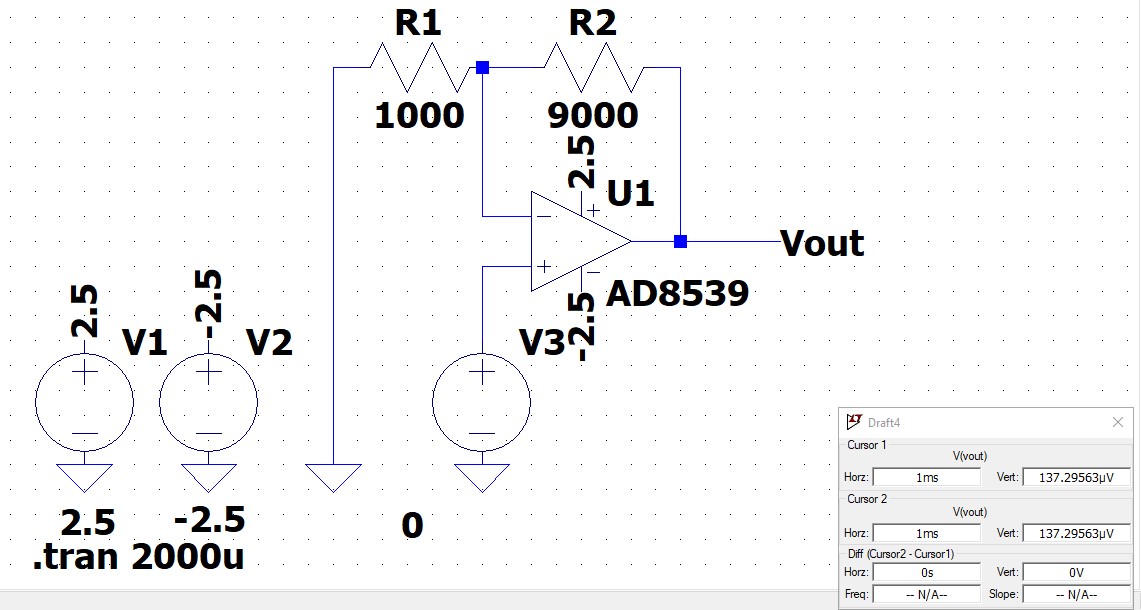 R1
R2
1000
9000
2.5
U1
Vout
AD8539
-2.5
2.5
V1
-2.5
V2
V3
2.5
-2.5
0
.tran 2000u
Draft4
Cursor 1
V(vout)
Horz: 1ms Vert: 137.29563µV
Cursor 2
V(vout)
Horz: 1ms Vert: 137.29563µV
Diff (Cursor2 - Cursor1)
Horz: 0s Vert: 0V
Freq: -- N/A-- Slope: -- N/A--